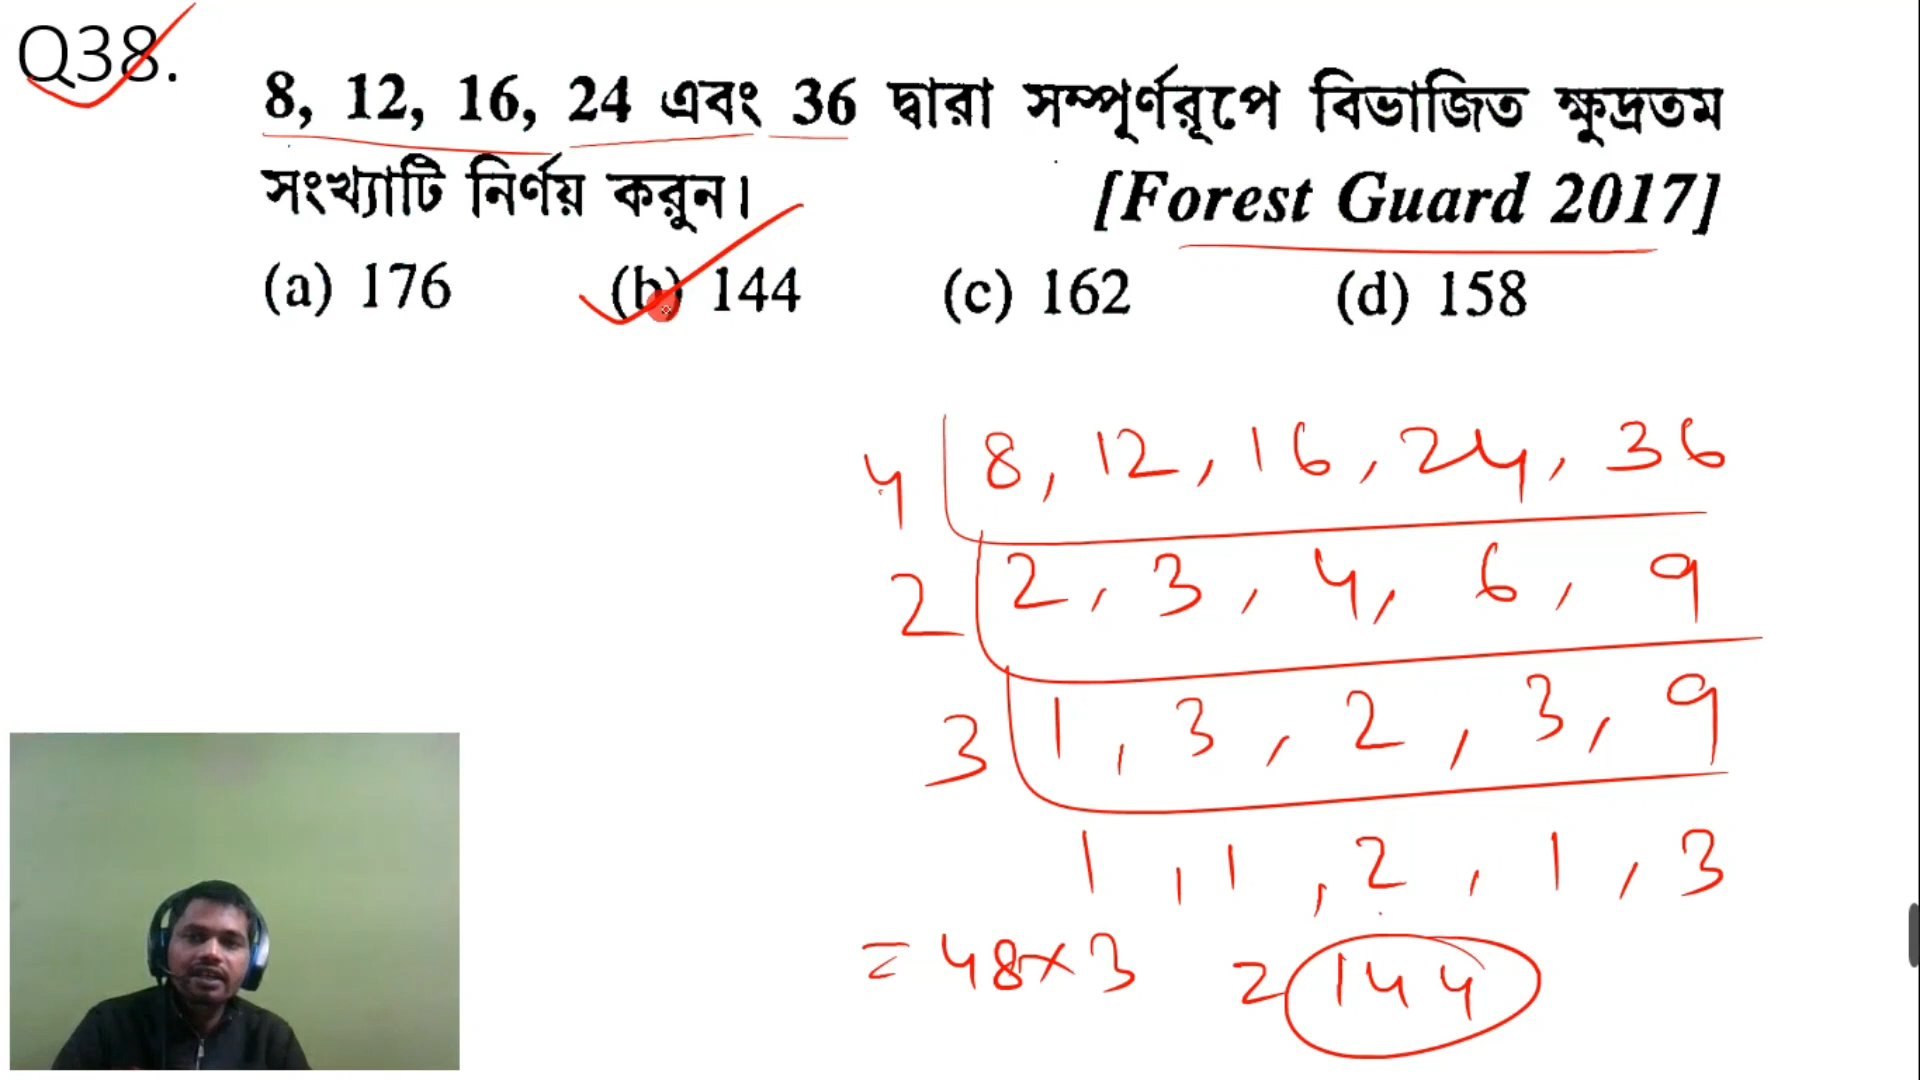 Q38.
8, 12, 16, 24 এবং 36 দ্বারা সম্পূর্ণরূপে বিভাজিত ক্ষুদ্রতম
সংখ্যাটি নির্ণয় করুন। [Forest Guard 2017]
(a) 176 (b) 144 (c) 162 (d) 158
4 8, 12, 16, 24, 36
2 2, 3, 4, 6, 9
3 1, 3, 2, 3, 9
1, 1, 2, 1, 3
= 48×3 = 144